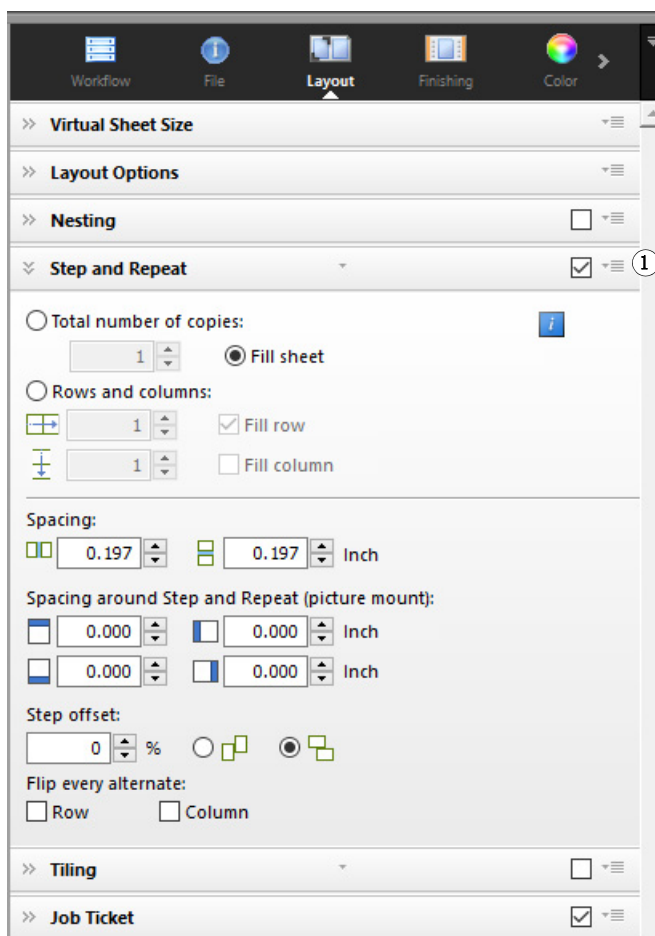 Workflow File Layout Finishing Color
Virtual Sheet Size
Layout Options
Nesting
Step and Repeat 1
Total number of copies: i
1 Fill sheet
Rows and columns:
1 Fill row
1 Fill column
Spacing:
0.197 0.197 Inch
Spacing around Step and Repeat (picture mount):
0.000 0.000 Inch
0.000 0.000 Inch
Step offset:
0 %
Flip every alternate:
Row Column
Tiling
Job Ticket